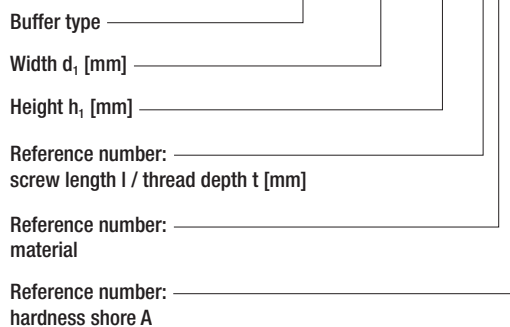 Buffer type
Width d₁ [mm]
Height h₁ [mm]
Reference number:
screw length l / thread depth t [mm]
Reference number:
material
Reference number:
hardness shore A